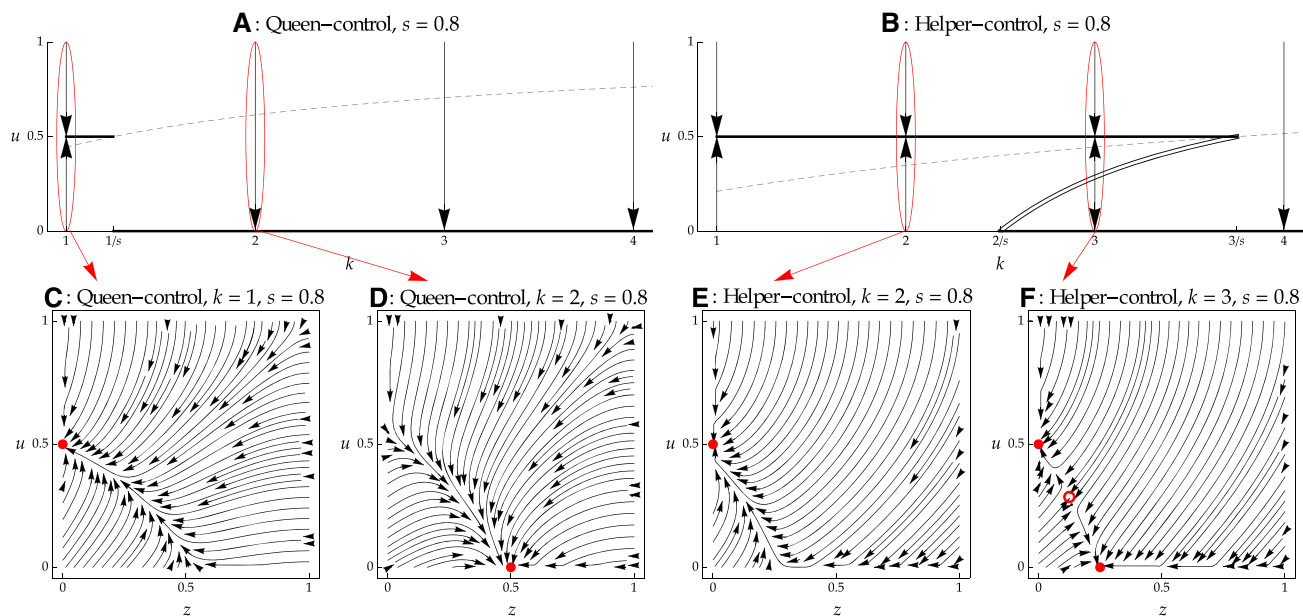 A: Queen−control, s = 0.8
B: Helper−control, s = 0.8
1
u 0.5
0
1 1/s 2 3 4
k
1
u 0.5
0
1 2 2/s 3 3/s 4
k
C: Queen−control, k = 1, s = 0.8
D: Queen−control, k = 2, s = 0.8
E: Helper−control, k = 2, s = 0.8
F: Helper−control, k = 3, s = 0.8
1
u 0.5
0
0 0.5 1
z
1
u 0.5
0
0 0.5 1
z
1
u 0.5
0
0 0.5 1
z
1
u 0.5
0
0 0.5 1
z